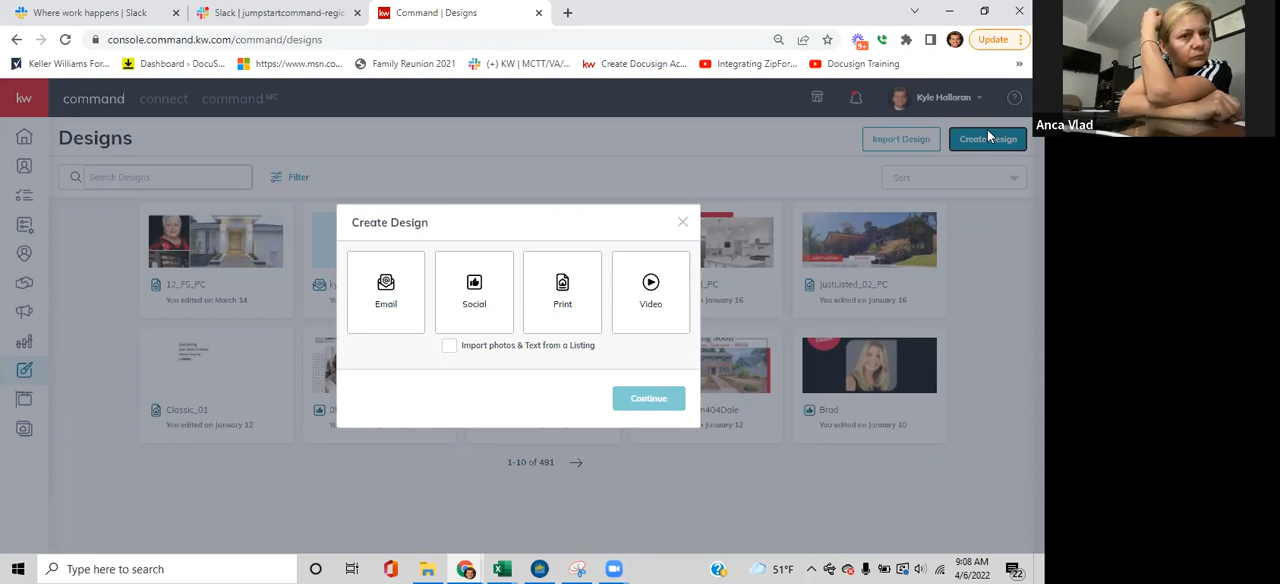 Where work happens | Slack
Slack | jumpstartcommand-regic
kw Command | Designs
console.command.kw.com/command/designs
9+
Update
Keller Williams For...
Dashboard › DocuS...
https://www.msn.co...
Family Reunion 2021
(+) KW | MCTT/VA/...
kw Create Docusign Ac...
Integrating ZipFor...
Docusign Training
»
kw
command
connect
command MC
Kyle Halloran
Anca Vlad
Designs
Import Design
Create Design
Search Designs
Filter
Sort
Create Design
Email
Social
Print
Video
Import photos & Text from a Listing
Continue
12_FS_PC
You edited on March 14
_PC
January 16
JustListed_02_PC
You edited on January 16
Classic_01
You edited on January 12
n404Dale
January 12
Brad
You edited on January 10
1-10 of 491
Type here to search
51°F
9:08 AM
4/6/2022
22